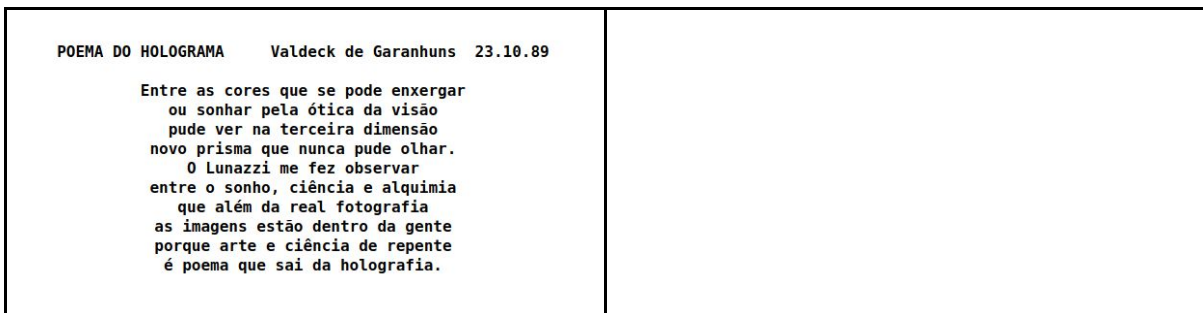 POEMA DO HOLOGRAMA Valdeck de Garanhuns 23.10.89
Entre as cores que se pode enxergar
ou sonhar pela ótica da visão
pude ver na terceira dimensão
novo prisma que nunca pude olhar.
O Lunazzi me fez observar
entre o sonho, ciência e alquimia
que além da real fotografia
as imagens estão dentro da gente
porque arte e ciência de repente
é poema que sai da holografia.